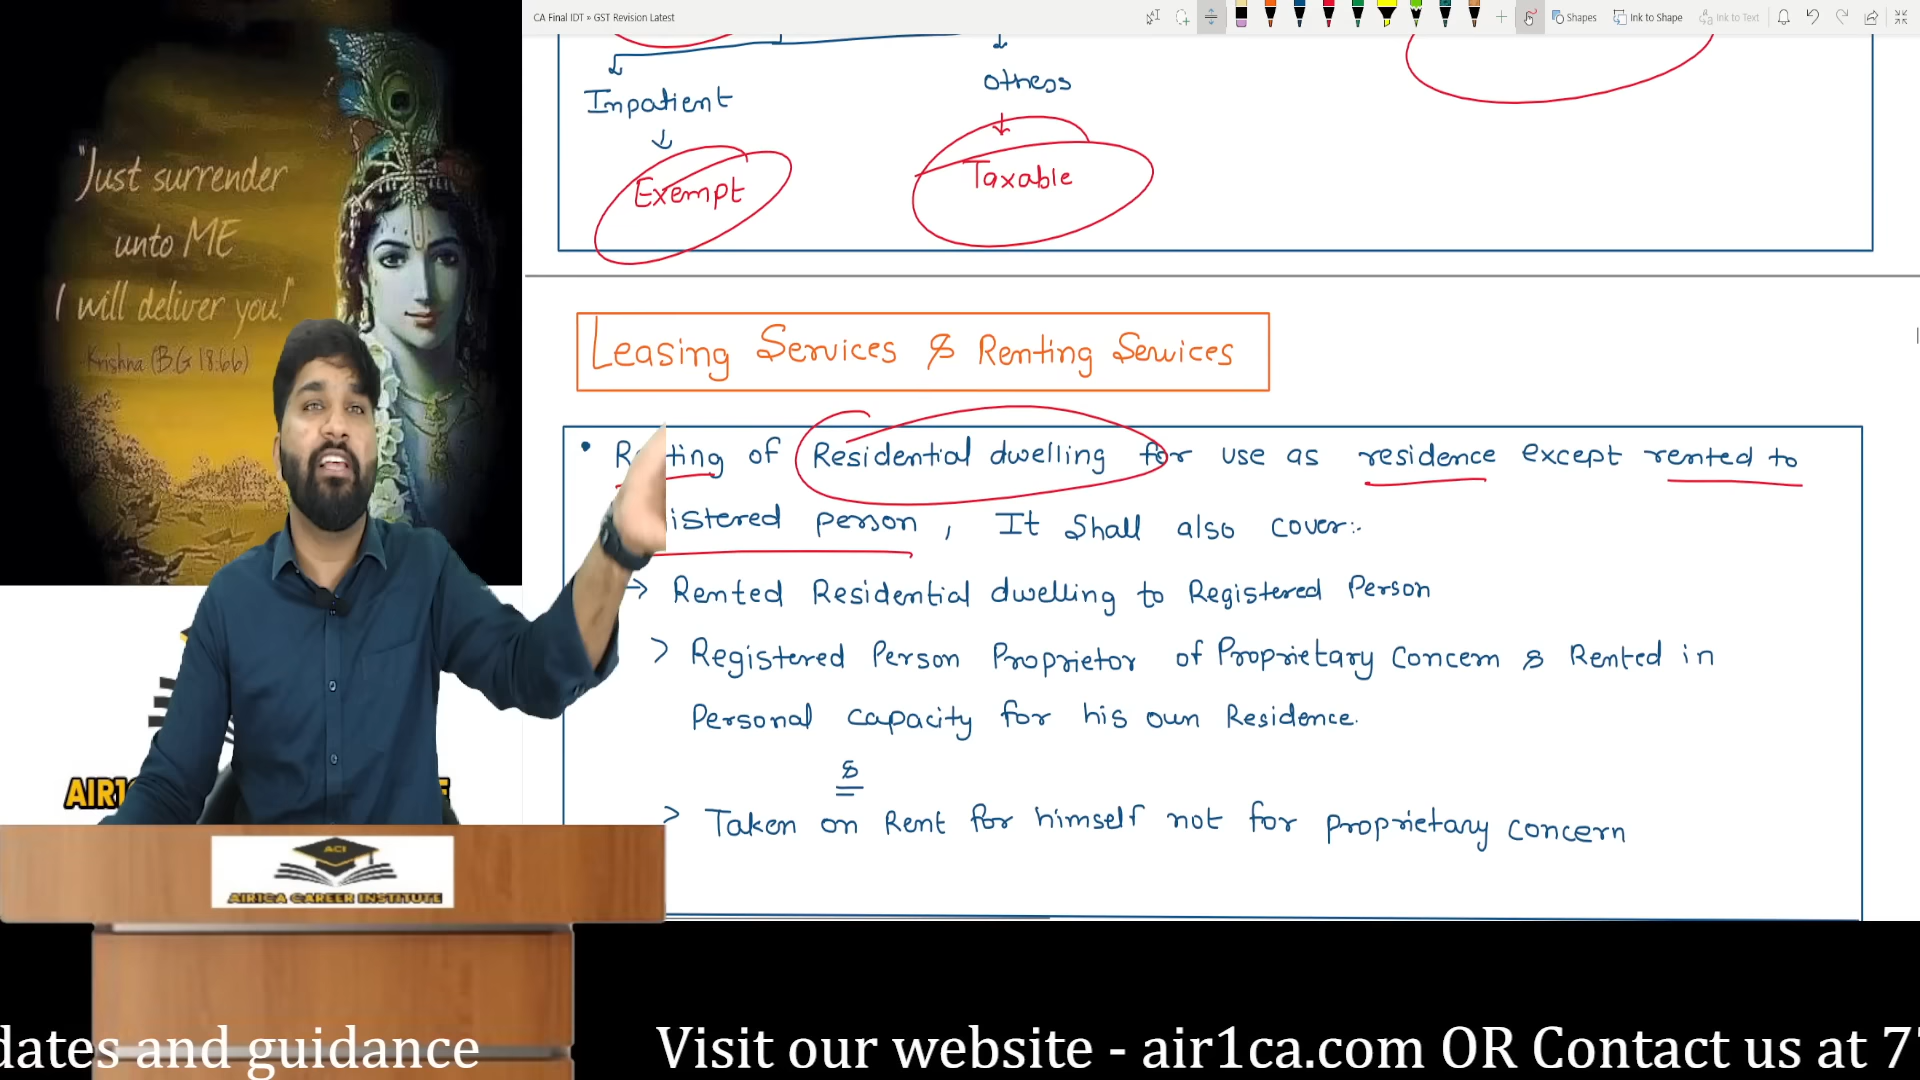 CA Final IDT » GST Revision Latest
Shapes
Ink to Shape
Ink to Text
Inpatient
others
Exempt
Taxable
"Just surrender
unto ME
I will deliver you!"
Krishna (B.G 18.66)
Leasing Services & Renting Services
• Renting of Residential dwelling for use as residence except rented to
istered person, It Shall also cover:-
→ Rented Residential dwelling to Registered Person
> Registered Person Proprietor of Proprietary Concern & Rented in
Personal capacity for his own Residence.
&
> Taken on Rent for himself not for proprietary concern
AIR1
ACI
AIR1CA CAREER INSTITUTE
dates and guidance
Visit our website - air1ca.com OR Contact us at 7